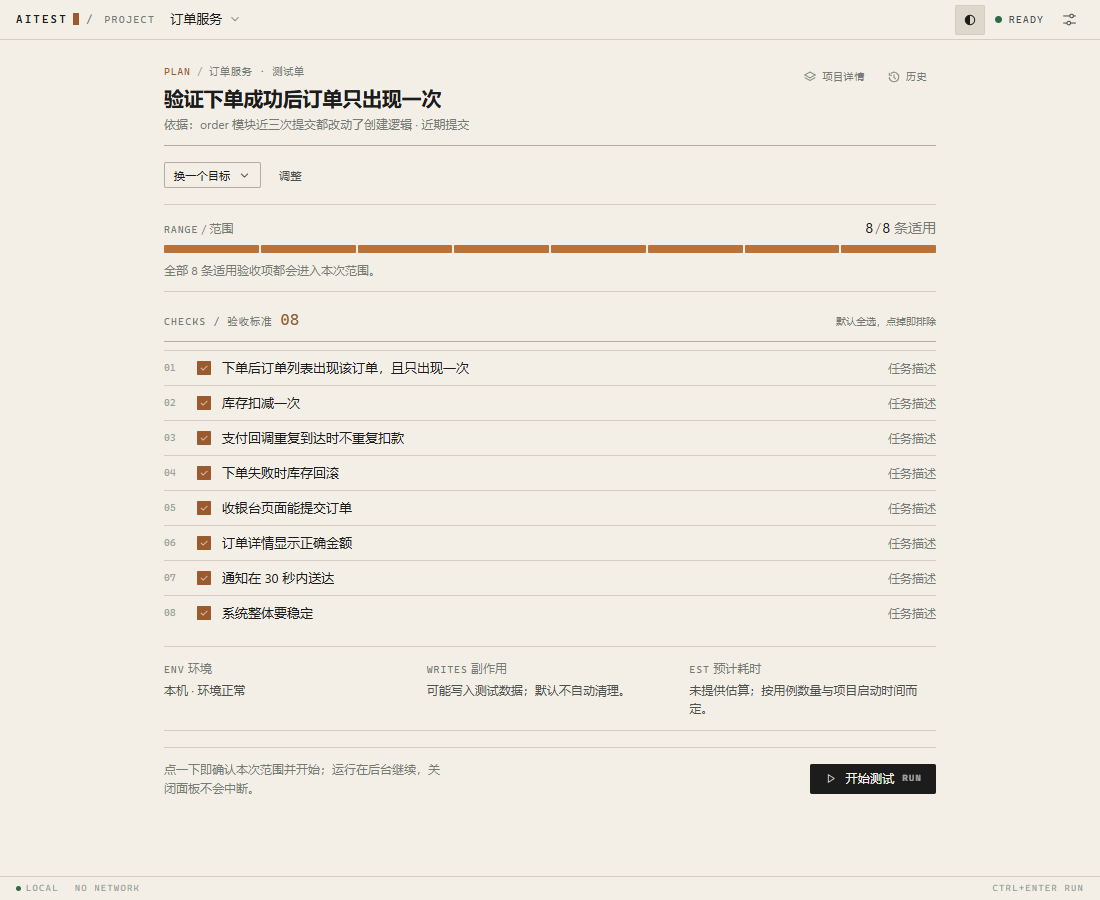 AITEST / PROJECT 订单服务
READY
PLAN / 订单服务 · 测试单
项目详情
历史
验证下单成功后订单只出现一次
依据：order 模块近三次提交都改动了创建逻辑 · 近期提交
换一个目标
调整
RANGE / 范围
8/8 条适用
全部 8 条适用验收项都会进入本次范围。
CHECKS / 验收标准 08
默认全选，点掉即排除
01 下单后订单列表出现该订单，且只出现一次 任务描述
02 库存扣减一次 任务描述
03 支付回调重复到达时不重复扣款 任务描述
04 下单失败时库存回滚 任务描述
05 收银台页面能提交订单 任务描述
06 订单详情显示正确金额 任务描述
07 通知在 30 秒内送达 任务描述
08 系统整体要稳定 任务描述
ENV 环境
本机 · 环境正常
WRITES 副作用
可能写入测试数据；默认不自动清理。
EST 预计耗时
未提供估算；按用例数量与项目启动时间而
定。
点一下即确认本次范围并开始；运行在后台继续，关
闭面板不会中断。
开始测试 RUN
LOCAL NO NETWORK
CTRL+ENTER RUN